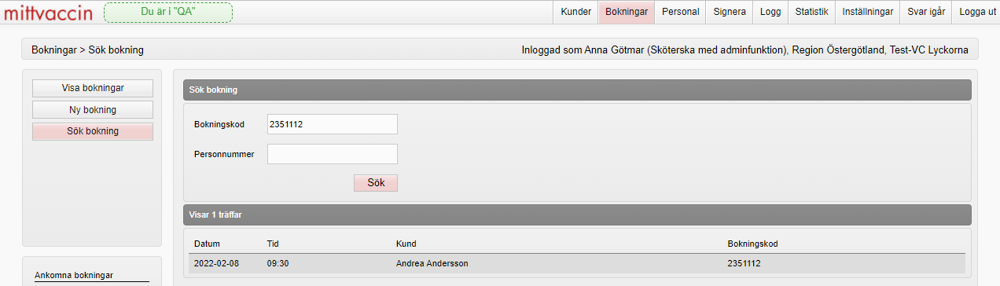 mittvaccin
Du är i "QA"
Kunder Bokningar Personal Signera Logg Statistik Inställningar Svar igår Logga ut
Bokningar > Sök bokning
Inloggad som Anna Götmar (Sköterska med adminfunktion), Region Östergötland, Test-VC Lyckorna
Visa bokningar
Ny bokning
Sök bokning
Ankomna bokningar
Sök bokning
Bokningskod 2351112
Personnummer
Sök
Visar 1 träffar
Datum Tid Kund Bokningskod
2022-02-08 09:30 Andrea Andersson 2351112